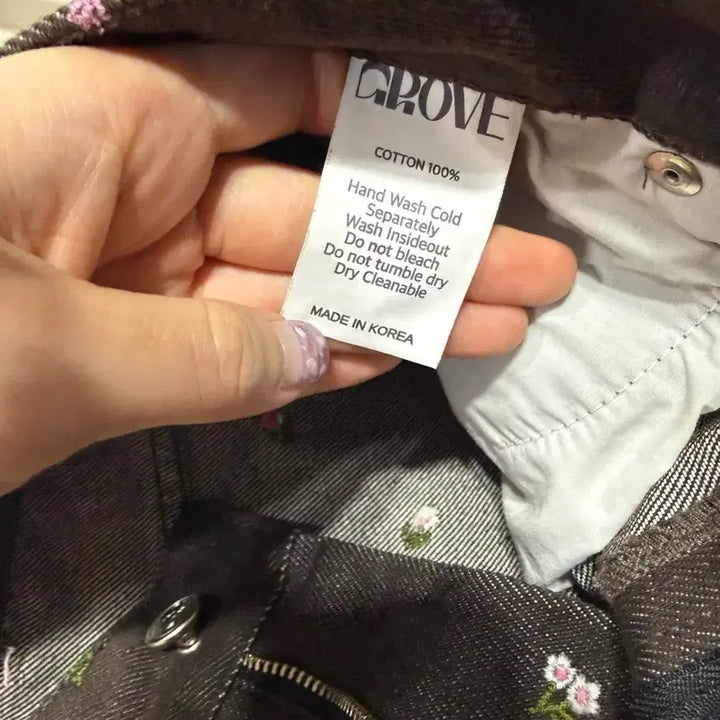 GROVE
COTTON 100%
Hand Wash Cold
Separately
Wash Insideout
Do not bleach
Do not tumble dry
Dry Cleanable
MADE IN KOREA